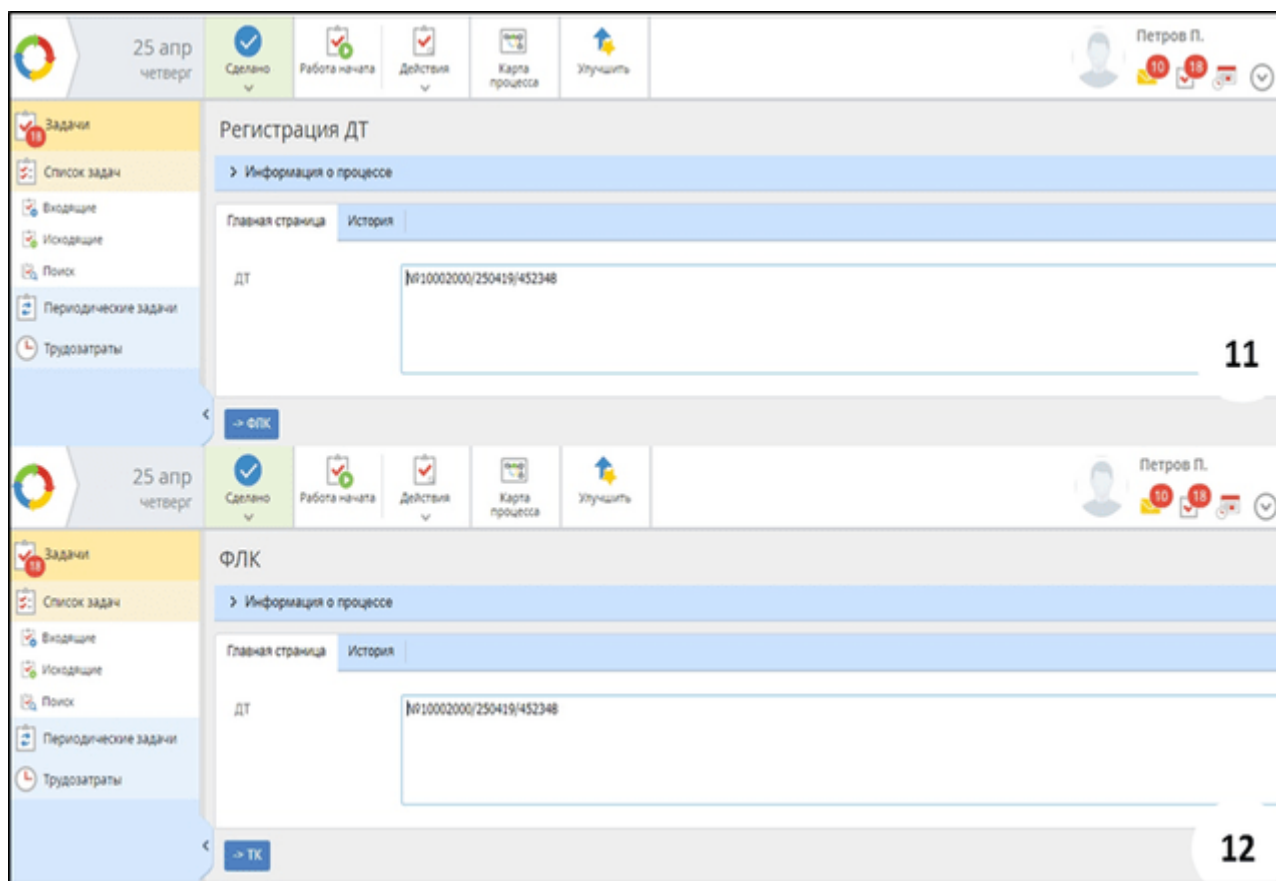 25 апр
четверг
Сделано
Работа начата
Действия
Карта процесса
Улучшить
Петров П.
10
18
Задачи
18
Список задач
Входящие
Исходящие
Поиск
Периодические задачи
Трудозатраты
Регистрация ДТ
> Информация о процессе
Главная страница
История
ДТ
№10002000/250419/452348
11
-> ФЛК
25 апр
четверг
Сделано
Работа начата
Действия
Карта процесса
Улучшить
Петров П.
10
18
Задачи
18
Список задач
Входящие
Исходящие
Поиск
Периодические задачи
Трудозатраты
ФЛК
> Информация о процессе
Главная страница
История
ДТ
№10002000/250419/452348
12
-> ТК